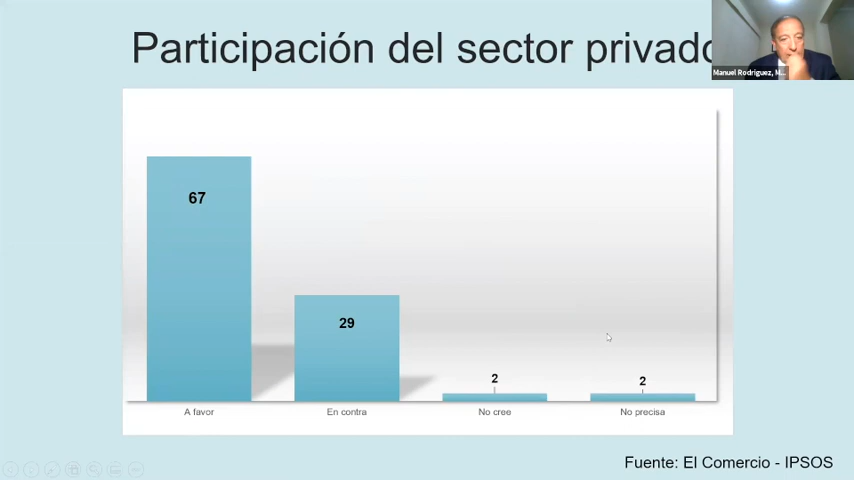 Participación del sector privado
Manuel Rodriguez, N...
67
29
2
2
A favor
En contra
No cree
No precisa
Fuente: El Comercio - IPSOS